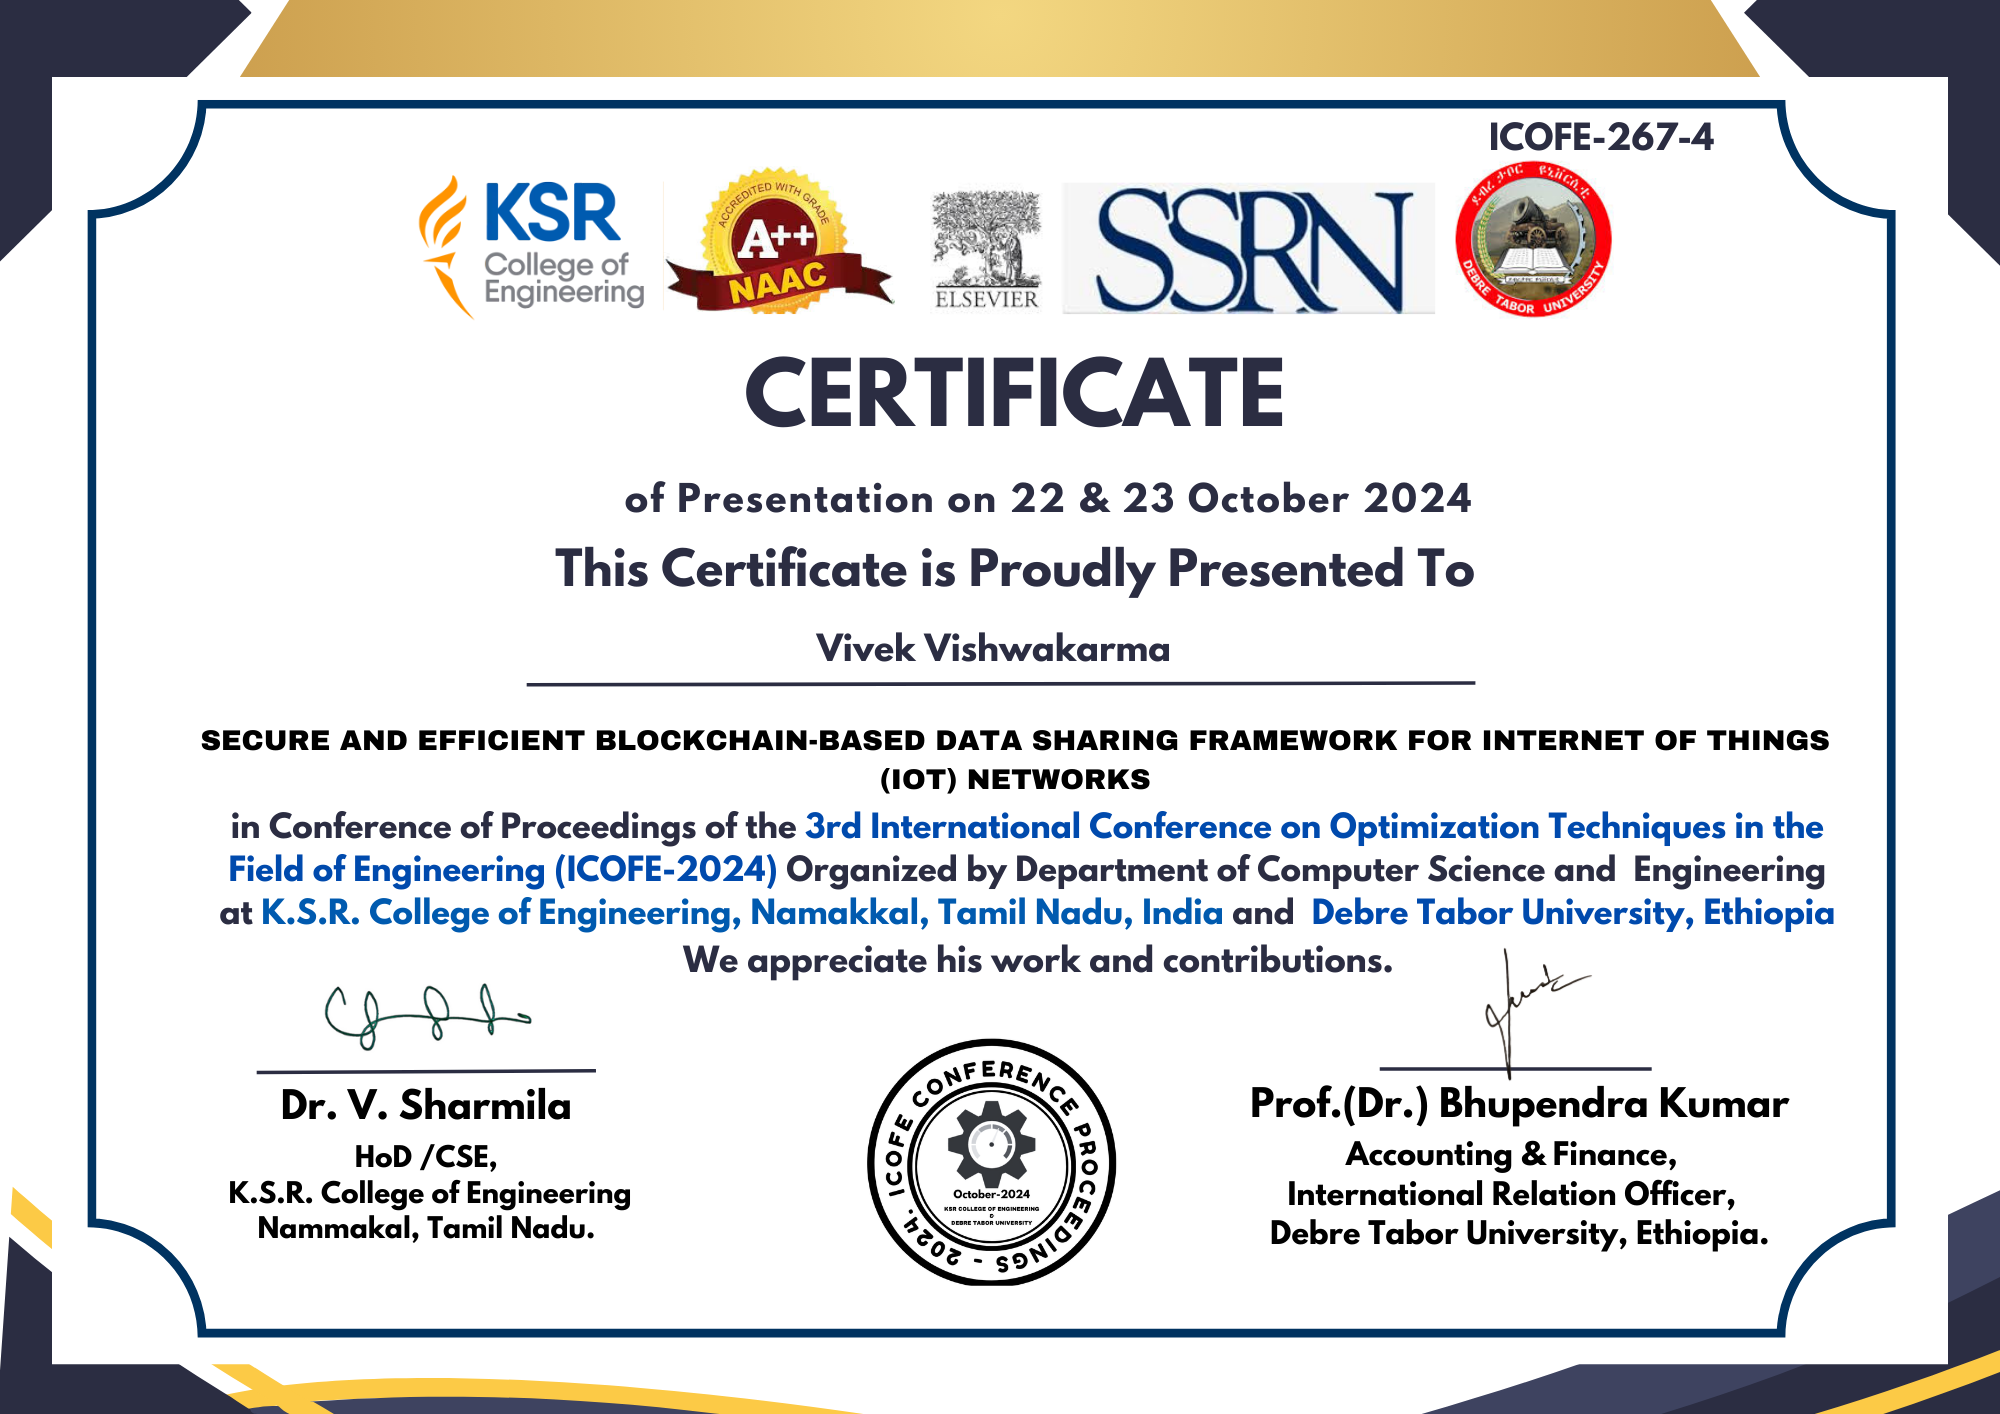 ICOFE-267-4
KSR
College of
Engineering
ACCREDITED WITH GRADE
A++
NAAC
ELSEVIER
SSRN
ደብረ ታቦር ዩኒቨርሲቲ
DEBRE TABOR UNIVERSITY
CERTIFICATE
of Presentation on 22 & 23 October 2024
This Certificate is Proudly Presented To
Vivek Vishwakarma
SECURE AND EFFICIENT BLOCKCHAIN-BASED DATA SHARING FRAMEWORK FOR INTERNET OF THINGS
(IOT) NETWORKS
in Conference of Proceedings of the 3rd International Conference on Optimization Techniques in the
Field of Engineering (ICOFE-2024) Organized by Department of Computer Science and Engineering
at K.S.R. College of Engineering, Namakkal, Tamil Nadu, India and Debre Tabor University, Ethiopia
We appreciate his work and contributions.
Dr. V. Sharmila
HoD /CSE,
K.S.R. College of Engineering
Nammakal, Tamil Nadu.
ICOFE CONFERENCE PROCEEDINGS - 2024.
October-2024
KSR COLLEGE OF ENGINEERING
&
DEBRE TABOR UNIVERSITY
Prof.(Dr.) Bhupendra Kumar
Accounting & Finance,
International Relation Officer,
Debre Tabor University, Ethiopia.